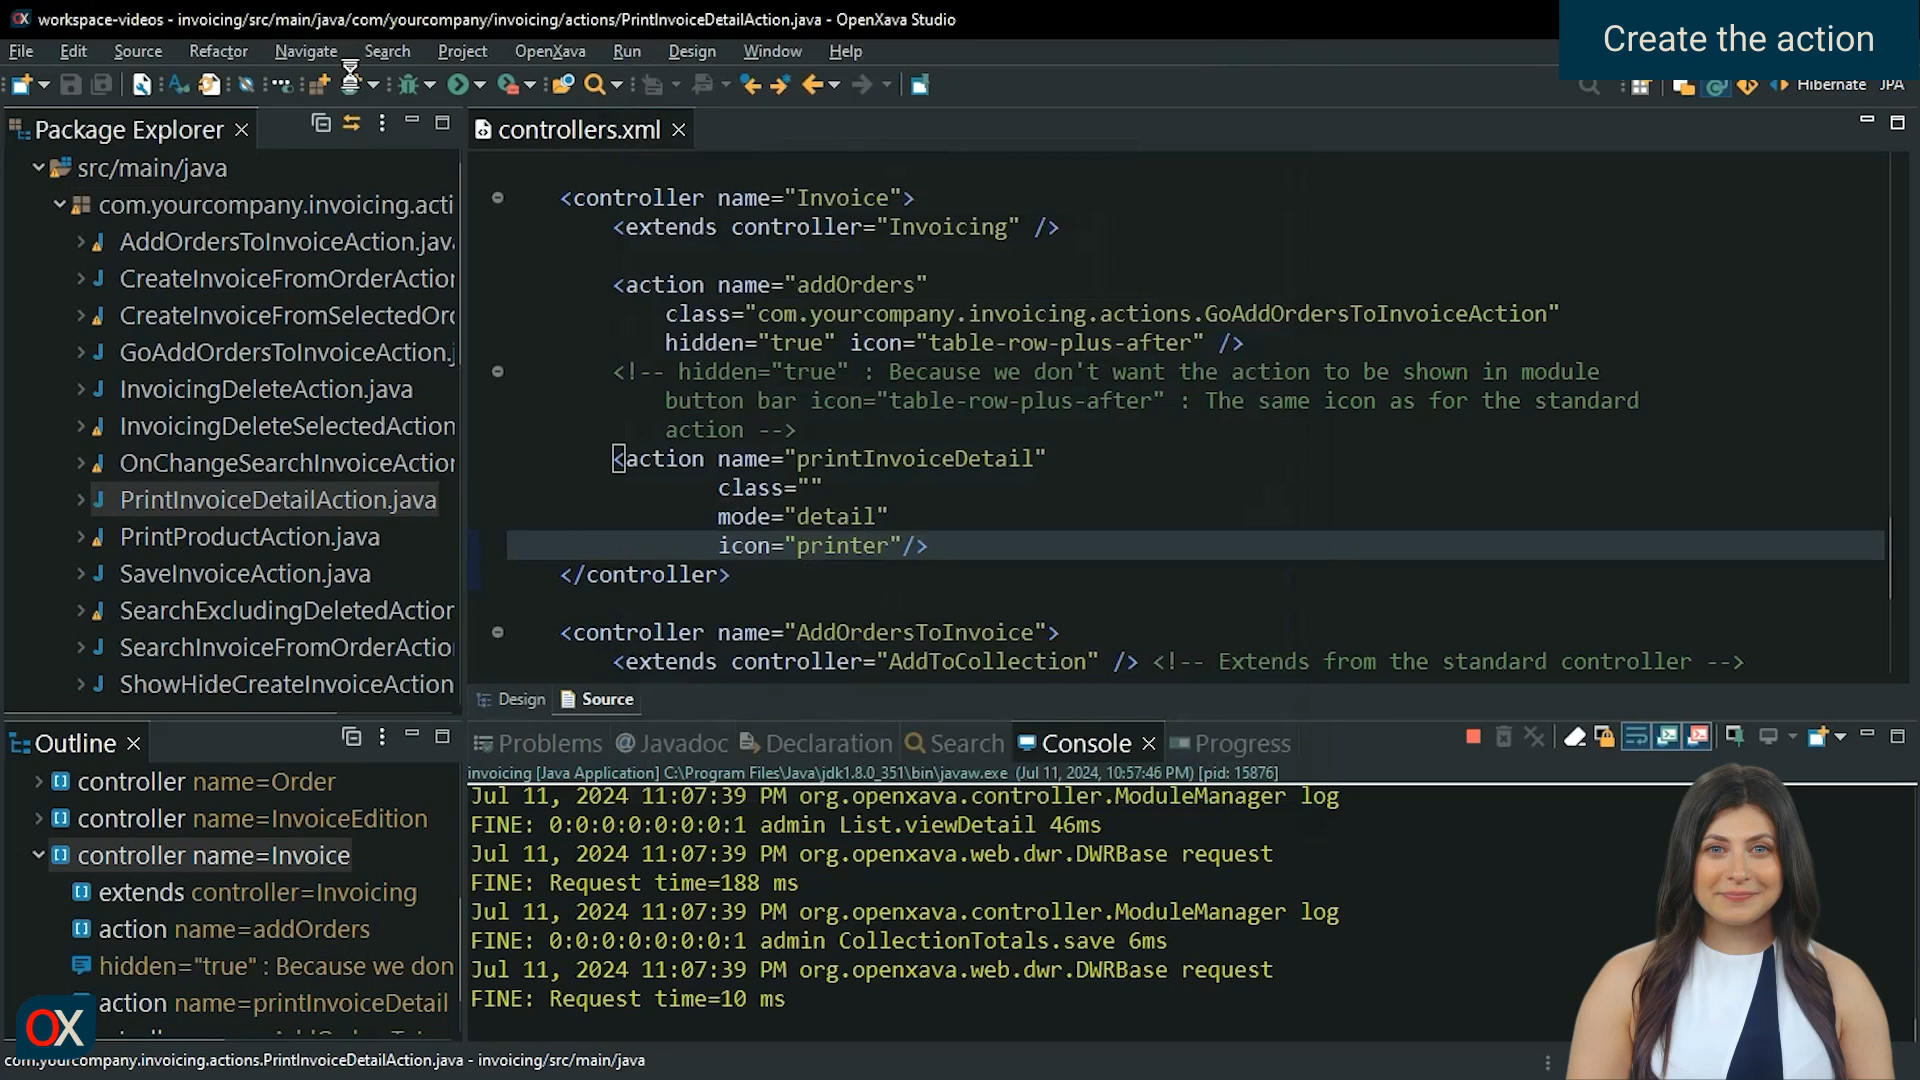 workspace-videos - invoicing/src/main/java/com/yourcompany/invoicing/actions/PrintInvoiceDetailAction.java - OpenXava Studio
Create the action
File Edit Source Refactor Navigate Search Project OpenXava Run Design Window Help
Hibernate JPA
Package Explorer
src/main/java
com.yourcompany.invoicing.acti
AddOrdersToInvoiceAction.java
CreateInvoiceFromOrderAction
CreateInvoiceFromSelectedOrd
GoAddOrdersToInvoiceAction.j
InvoicingDeleteAction.java
InvoicingDeleteSelectedAction
OnChangeSearchInvoiceAction
PrintInvoiceDetailAction.java
PrintProductAction.java
SaveInvoiceAction.java
SearchExcludingDeletedAction
SearchInvoiceFromOrderAction
ShowHideCreateInvoiceAction
controllers.xml
<controller name="Invoice">
<extends controller="Invoicing" />
<action name="addOrders"
class="com.yourcompany.invoicing.actions.GoAddOrdersToInvoiceAction"
hidden="true" icon="table-row-plus-after" />
<!-- hidden="true" : Because we don't want the action to be shown in module
button bar icon="table-row-plus-after" : The same icon as for the standard
action -->
<action name="printInvoiceDetail"
class=""
mode="detail"
icon="printer"/>
</controller>
<controller name="AddOrdersToInvoice">
<extends controller="AddToCollection" /> <!-- Extends from the standard controller -->
Design Source
Outline
controller name=Order
controller name=InvoiceEdition
controller name=Invoice
extends controller=Invoicing
action name=addOrders
hidden="true" : Because we don
action name=printInvoiceDetail
Problems Javadoc Declaration Search Console Progress
invoicing [Java Application] C:\Program Files\Java\jdk1.8.0_351\bin\javaw.exe (Jul 11, 2024, 10:57:46 PM) [pid: 15876]
Jul 11, 2024 11:07:39 PM org.openxava.controller.ModuleManager log
FINE: 0:0:0:0:0:0:0:1 admin List.viewDetail 46ms
Jul 11, 2024 11:07:39 PM org.openxava.web.dwr.DWRBase request
FINE: Request time=188 ms
Jul 11, 2024 11:07:39 PM org.openxava.controller.ModuleManager log
FINE: 0:0:0:0:0:0:0:1 admin CollectionTotals.save 6ms
Jul 11, 2024 11:07:39 PM org.openxava.web.dwr.DWRBase request
FINE: Request time=10 ms
OX
com.yourcompany.invoicing.actions.PrintInvoiceDetailAction.java - invoicing/src/main/java